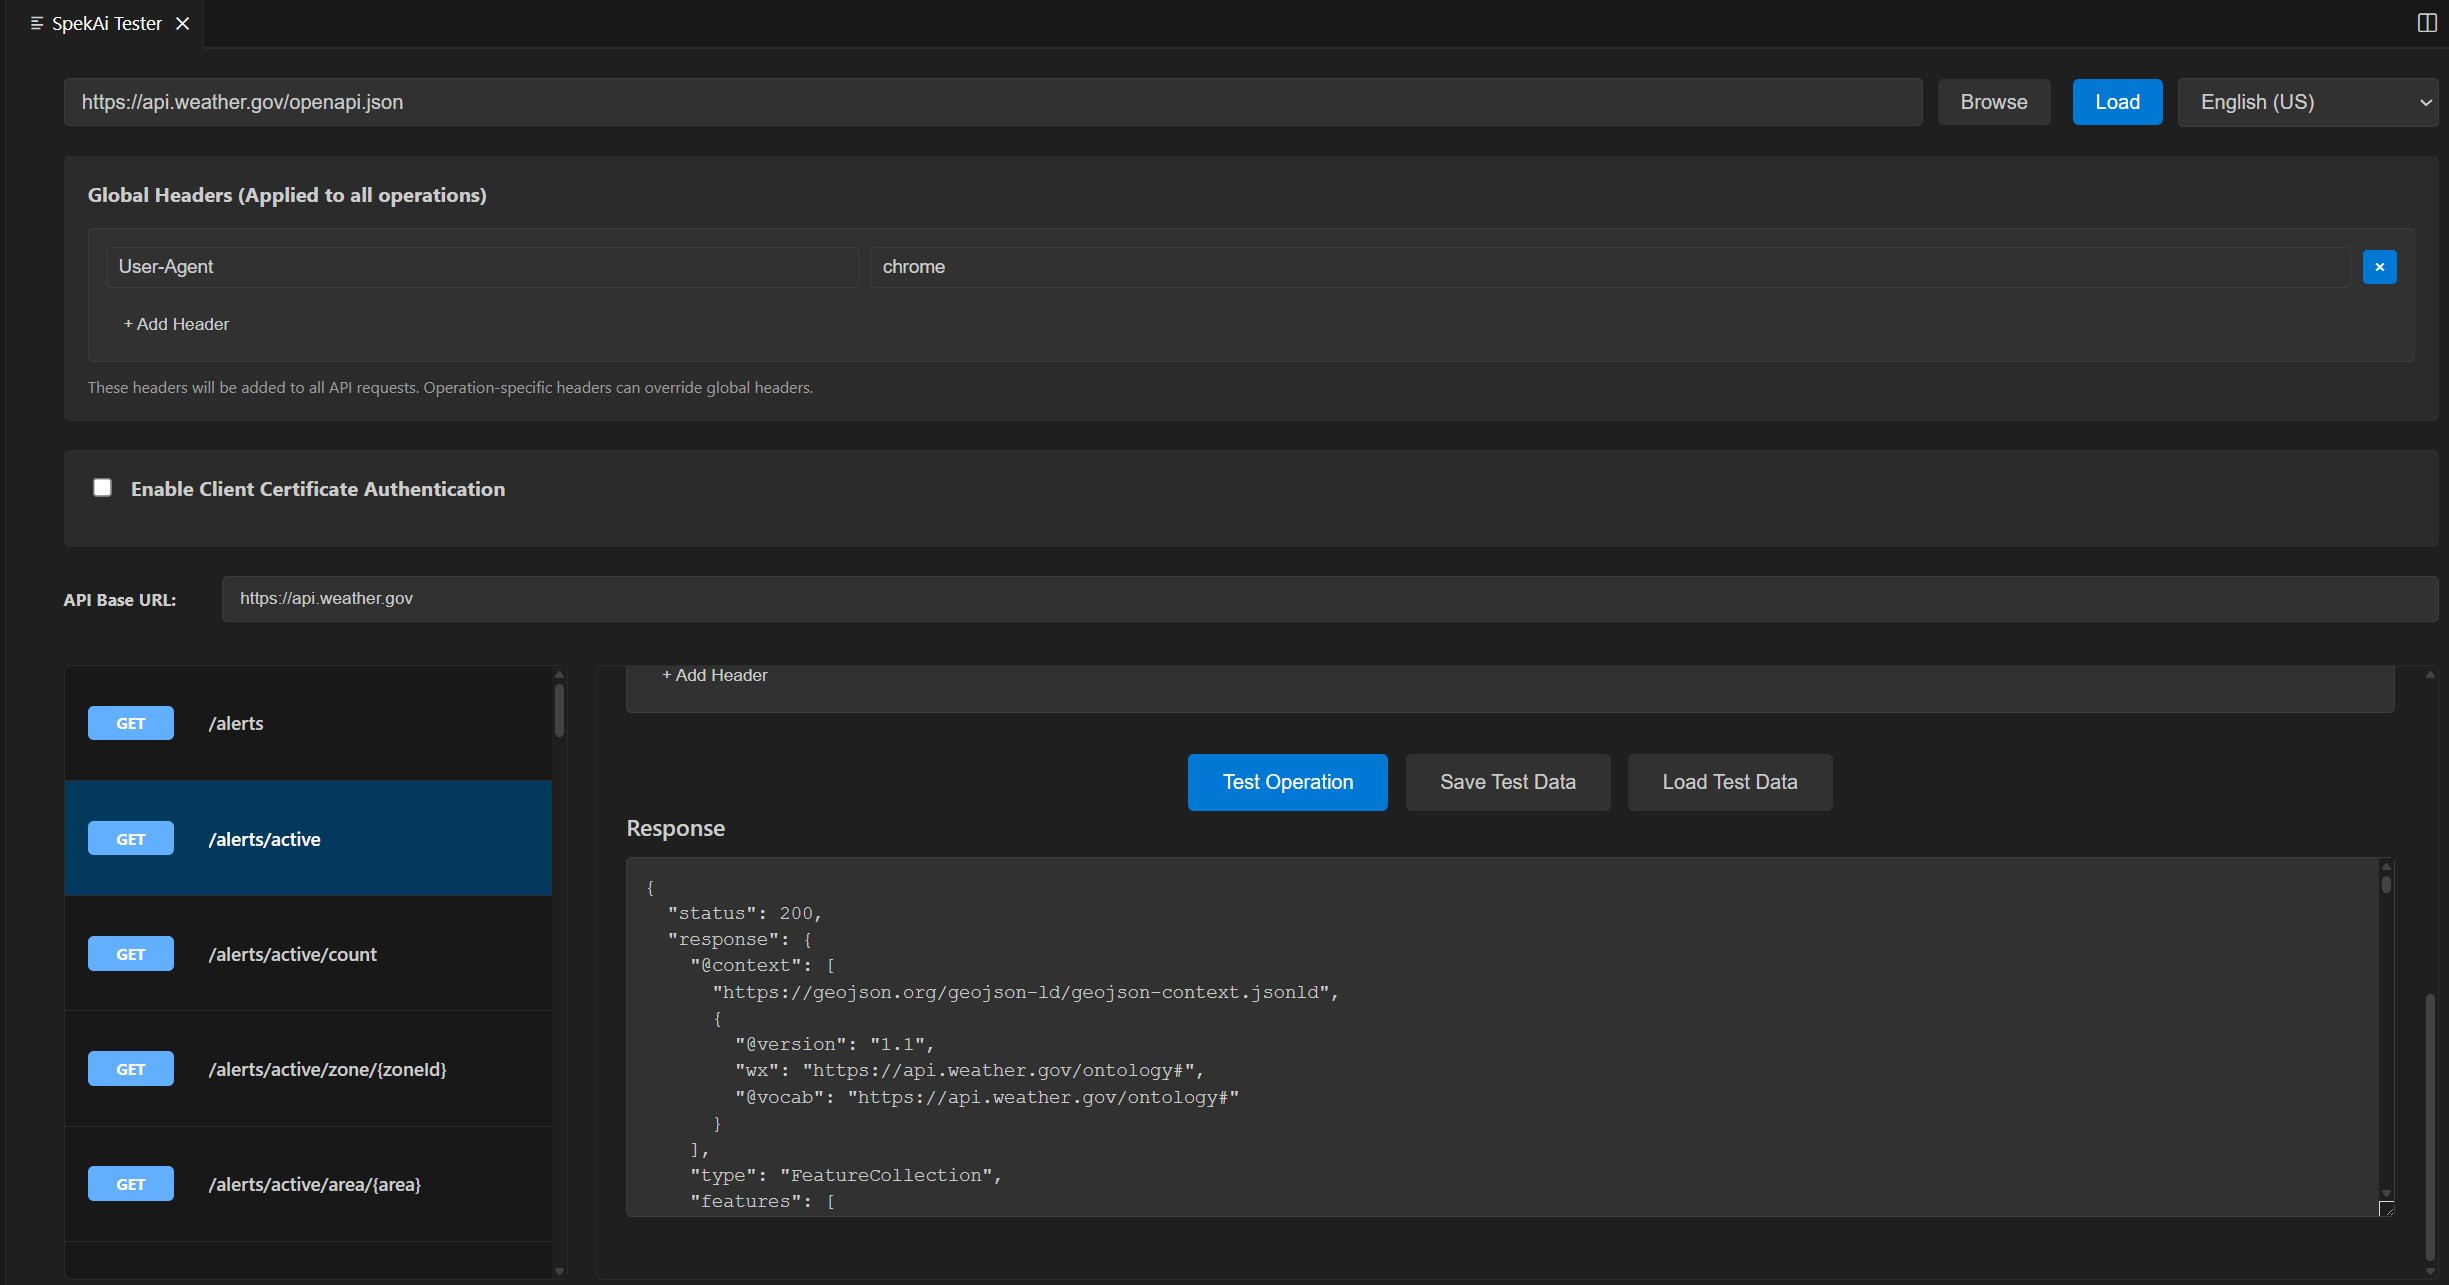 SpekAi Tester
https://api.weather.gov/openapi.json
Browse
Load
English (US)
Global Headers (Applied to all operations)
User-Agent
chrome
×
+ Add Header
These headers will be added to all API requests. Operation-specific headers can override global headers.
Enable Client Certificate Authentication
API Base URL:
https://api.weather.gov
GET /alerts
GET /alerts/active
GET /alerts/active/count
GET /alerts/active/zone/{zoneId}
GET /alerts/active/area/{area}
+ Add Header
Test Operation
Save Test Data
Load Test Data
Response
{
"status": 200,
"response": {
"@context": [
"https://geojson.org/geojson-ld/geojson-context.jsonld",
{
"@version": "1.1",
"wx": "https://api.weather.gov/ontology#",
"@vocab": "https://api.weather.gov/ontology#"
}
],
"type": "FeatureCollection",
"features": [